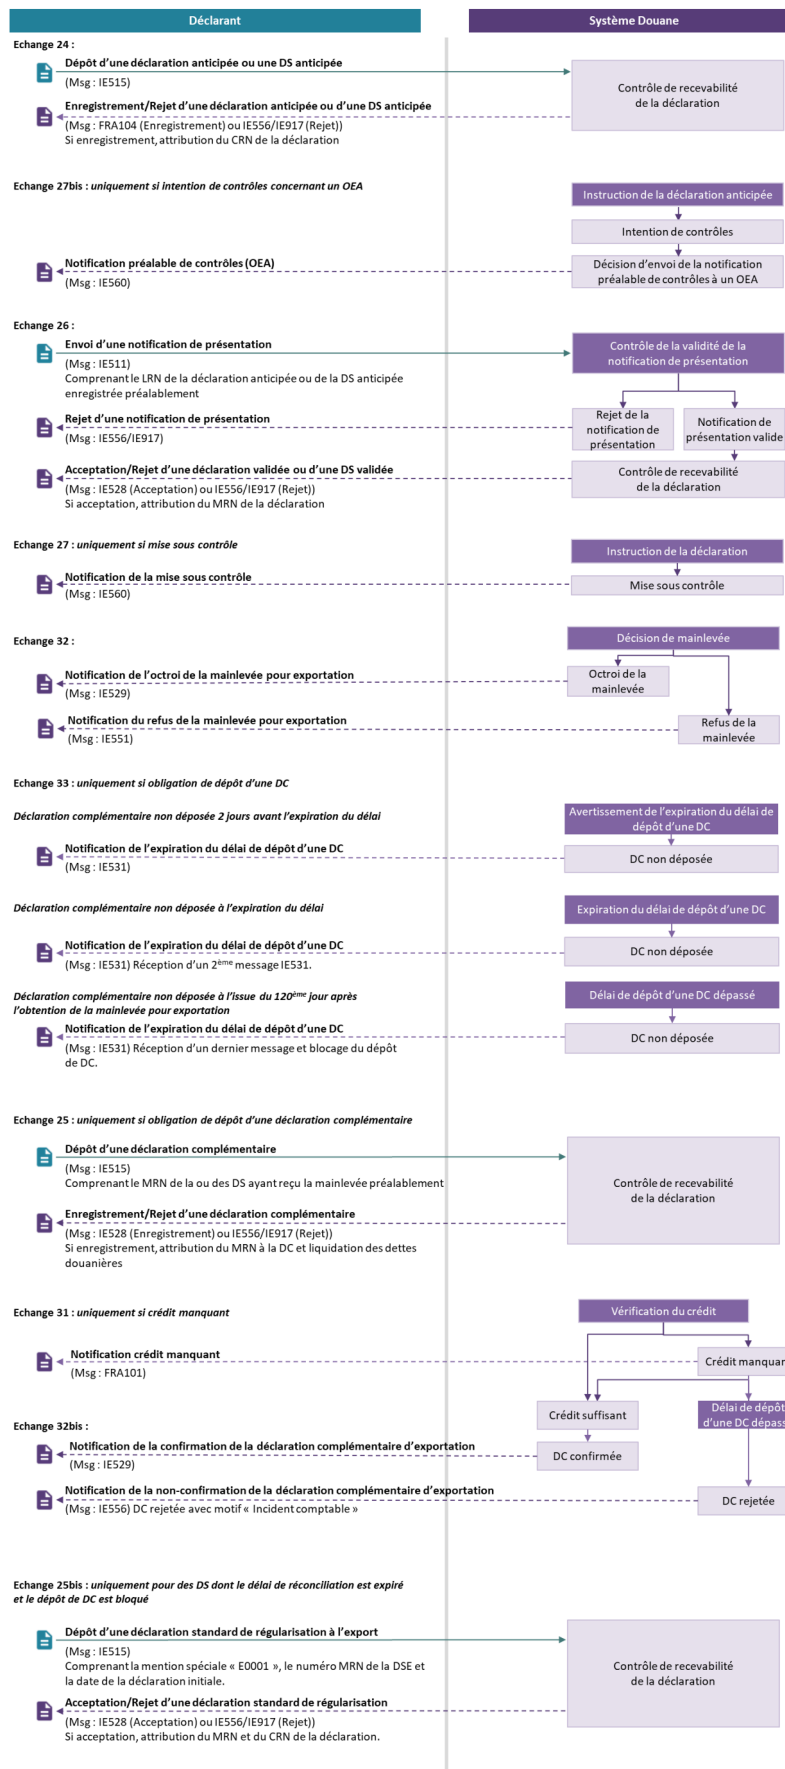 Déclarant
Système Douane
Echange 24 :
Dépôt d’une déclaration anticipée ou une DS anticipée
(Msg : IE515)
Contrôle de recevabilité
de la déclaration
Enregistrement/Rejet d’une déclaration anticipée ou d’une DS anticipée
(Msg : FRA104 (Enregistrement) ou IE556/IE917 (Rejet))
Si enregistrement, attribution du CRN de la déclaration
Echange 27bis : uniquement si intention de contrôles concernant un OEA
Instruction de la déclaration anticipée
Intention de contrôles
Notification préalable de contrôles (OEA)
(Msg : IE560)
Décision d’envoi de la notification
préalable de contrôles à un OEA
Echange 26 :
Envoi d’une notification de présentation
(Msg : IE511)
Comprenant le LRN de la déclaration anticipée ou de la DS anticipée
enregistrée préalablement
Contrôle de la validité de la
notification de présentation
Rejet d’une notification de présentation
(Msg : IE556/IE917)
Rejet de la
notification de
présentation
Notification de
présentation valide
Acceptation/Rejet d’une déclaration validée ou d’une DS validée
(Msg : IE528 (Acceptation) ou IE556/IE917 (Rejet))
Si acceptation, attribution du MRN de la déclaration
Contrôle de recevabilité
de la déclaration
Echange 27 : uniquement si mise sous contrôle
Instruction de la déclaration
Notification de la mise sous contrôle
(Msg : IE560)
Mise sous contrôle
Echange 32 :
Décision de mainlevée
Notification de l’octroi de la mainlevée pour exportation
(Msg : IE529)
Octroi de la
mainlevée
Notification du refus de la mainlevée pour exportation
(Msg : IE551)
Refus de la
mainlevée
Echange 33 : uniquement si obligation de dépôt d’une DC
Déclaration complémentaire non déposée 2 jours avant l’expiration du délai
Avertissement de l’expiration du délai de
dépôt d’une DC
Notification de l’expiration du délai de dépôt d’une DC
(Msg : IE531)
DC non déposée
Déclaration complémentaire non déposée à l’expiration du délai
Expiration du délai de dépôt d’une DC
Notification de l’expiration du délai de dépôt d’une DC
(Msg : IE531) Réception d’un 2ème message IE531.
DC non déposée
Déclaration complémentaire non déposée à l’issue du 120ème jour après
l’obtention de la mainlevée pour exportation
Délai de dépôt d’une DC dépassé
Notification de l’expiration du délai de dépôt d’une DC
(Msg : IE531) Réception d’un dernier message et blocage du dépôt
de DC.
DC non déposée
Echange 25 : uniquement si obligation de dépôt d’une déclaration complémentaire
Dépôt d’une déclaration complémentaire
(Msg : IE515)
Comprenant le MRN de la ou des DS ayant reçu la mainlevée préalablement
Contrôle de recevabilité
de la déclaration
Enregistrement/Rejet d’une déclaration complémentaire
(Msg : IE528 (Enregistrement) ou IE556/IE917 (Rejet))
Si enregistrement, attribution du MRN à la DC et liquidation des dettes
douanières
Echange 31 : uniquement si crédit manquant
Vérification du crédit
Notification crédit manquant
(Msg : FRA101)
Crédit manquant
Crédit suffisant
Délai de dépôt
d’une DC dépass
Echange 32bis :
Notification de la confirmation de la déclaration complémentaire d’exportation
(Msg : IE529)
DC confirmée
Notification de la non-confirmation de la déclaration complémentaire d’exportation
(Msg : IE556) DC rejetée avec motif « Incident comptable »
DC rejetée
Echange 25bis : uniquement pour des DS dont le délai de réconciliation est expiré
et le dépôt de DC est bloqué
Dépôt d’une déclaration standard de régularisation à l’export
(Msg : IE515)
Comprenant la mention spéciale « E0001 », le numéro MRN de la DSE et
la date de la déclaration initiale.
Contrôle de recevabilité
de la déclaration
Acceptation/Rejet d’une déclaration standard de régularisation
(Msg : IE528 (Acceptation) ou IE556/IE917 (Rejet))
Si acceptation, attribution du MRN et du CRN de la déclaration.